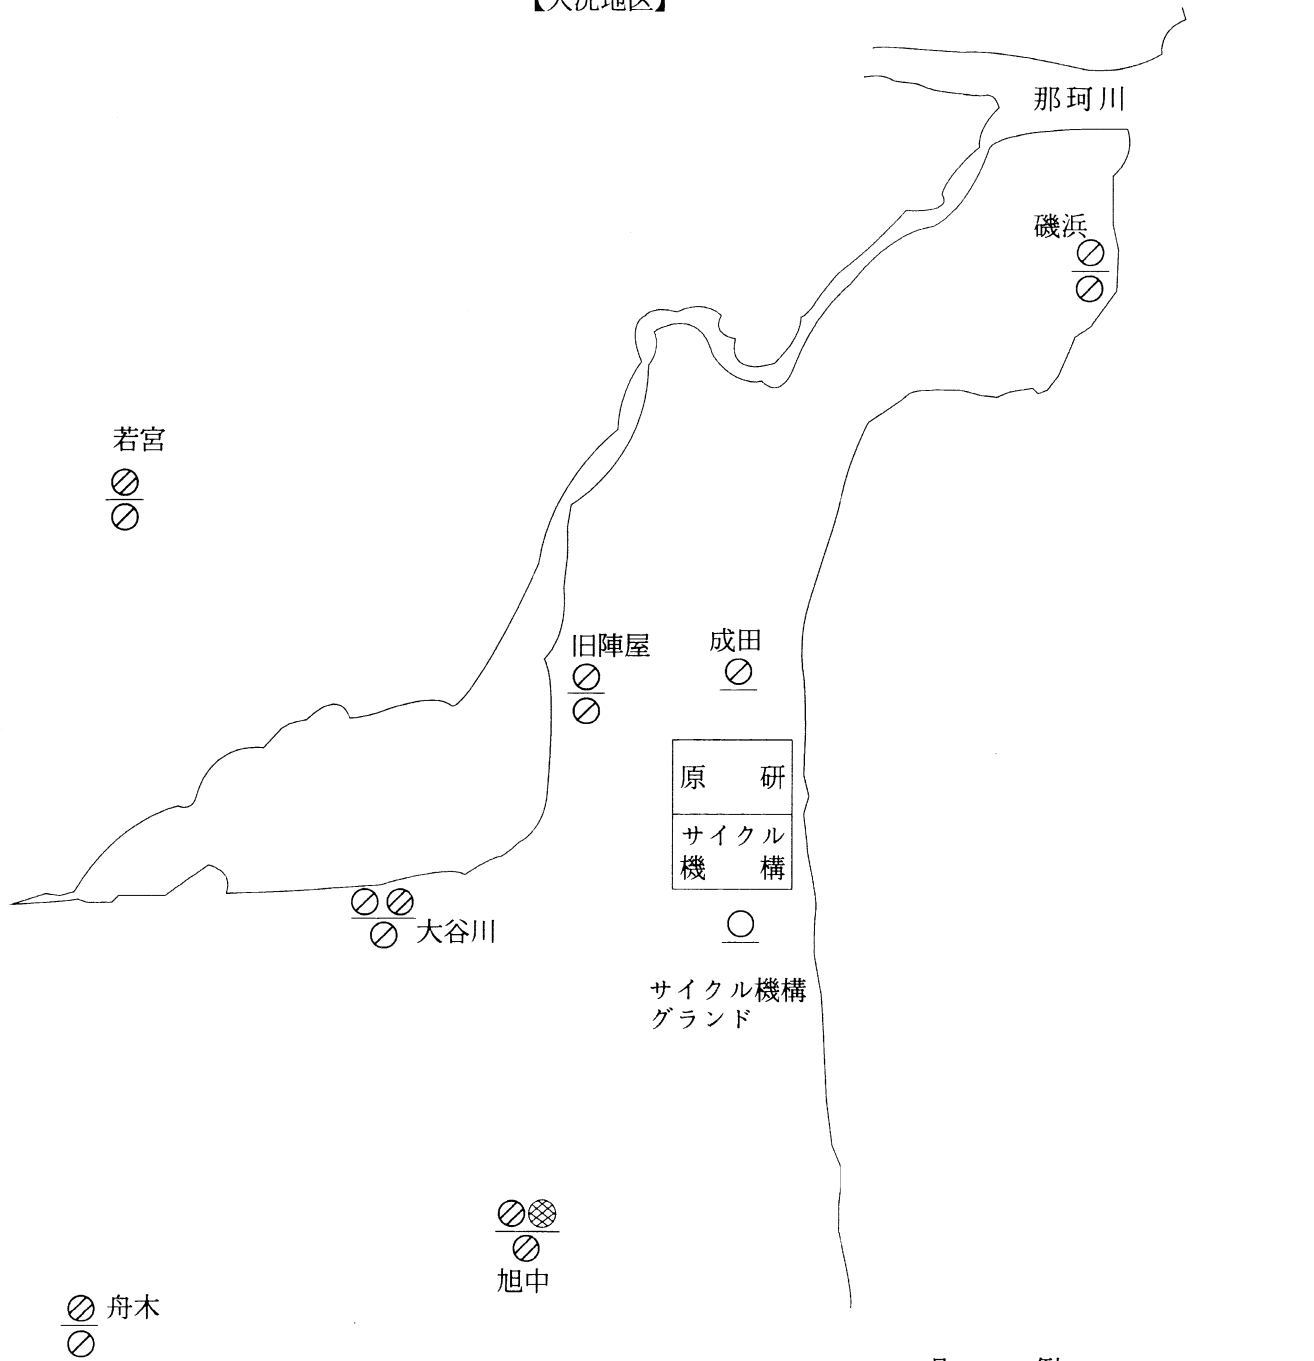 那珂川
磯浜
若宮
旧陣屋
成田
原研
サイクル
機構
大谷川
サイクル機構
グランド
旭中
舟木